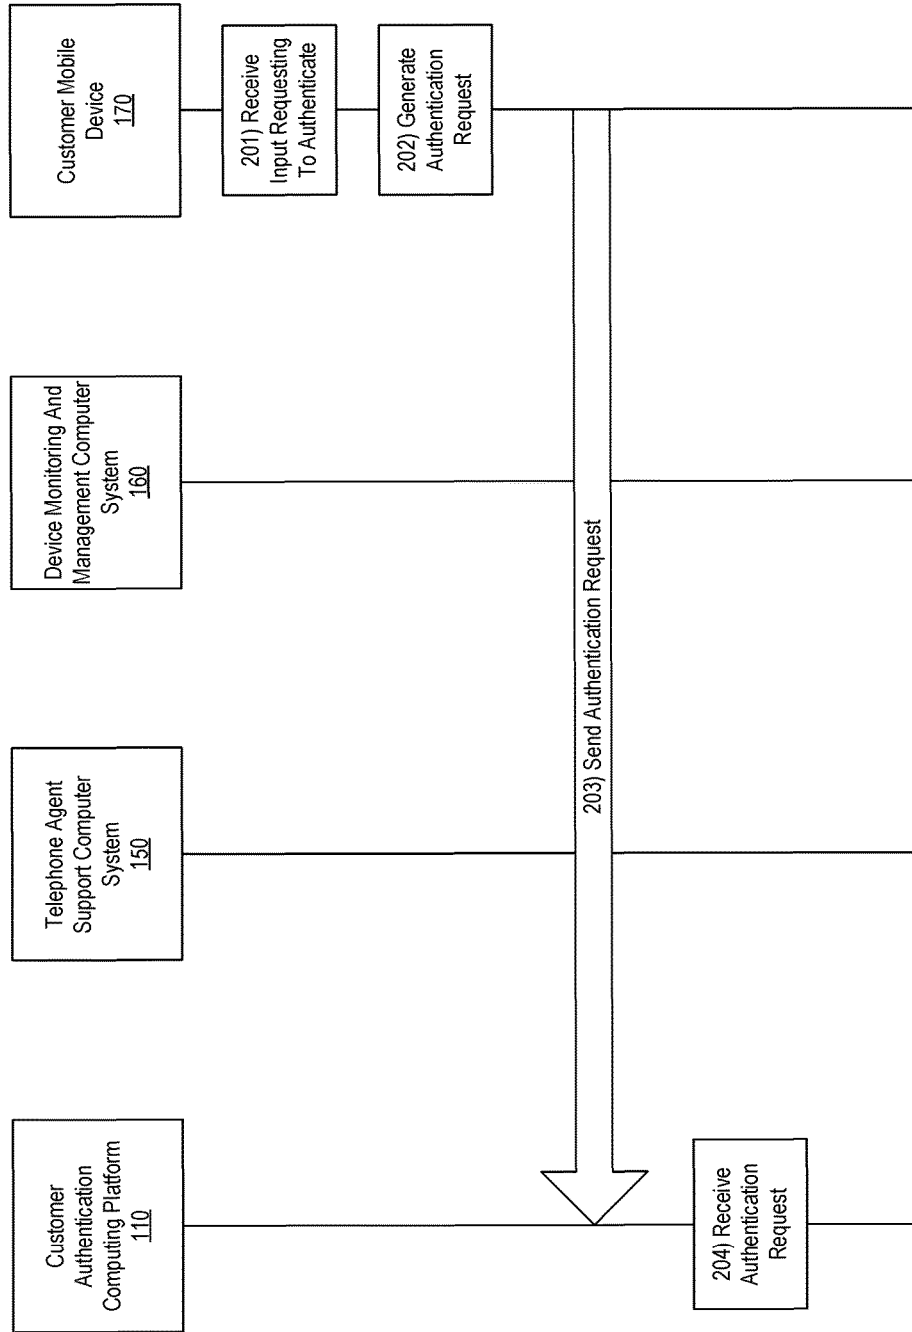 Customer
Authentication
Computing Platform
110
Telephone Agent
Support Computer
System
150
Device Monitoring And
Management Computer
System
160
Customer Mobile
Device
170
201) Receive
Input Requesting
To Authenticate
202) Generate
Authentication
Request
203) Send Authentication Request
204) Receive
Authentication
Request